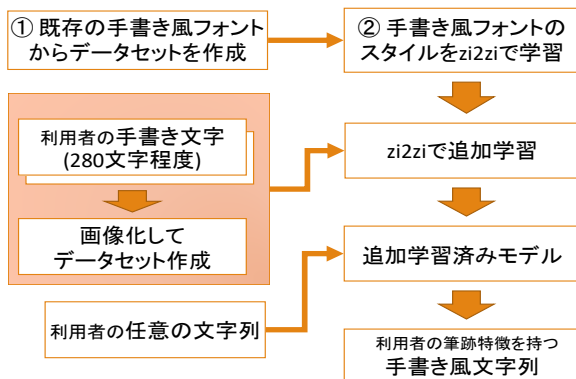 ① 既存の手書き風フォント
からデータセットを作成
② 手書き風フォントの
スタイルをzi2ziで学習
利用者の手書き文字
(280文字程度)
画像化して
データセット作成
zi2ziで追加学習
追加学習済みモデル
利用者の任意の文字列
利用者の筆跡特徴を持つ
手書き風文字列